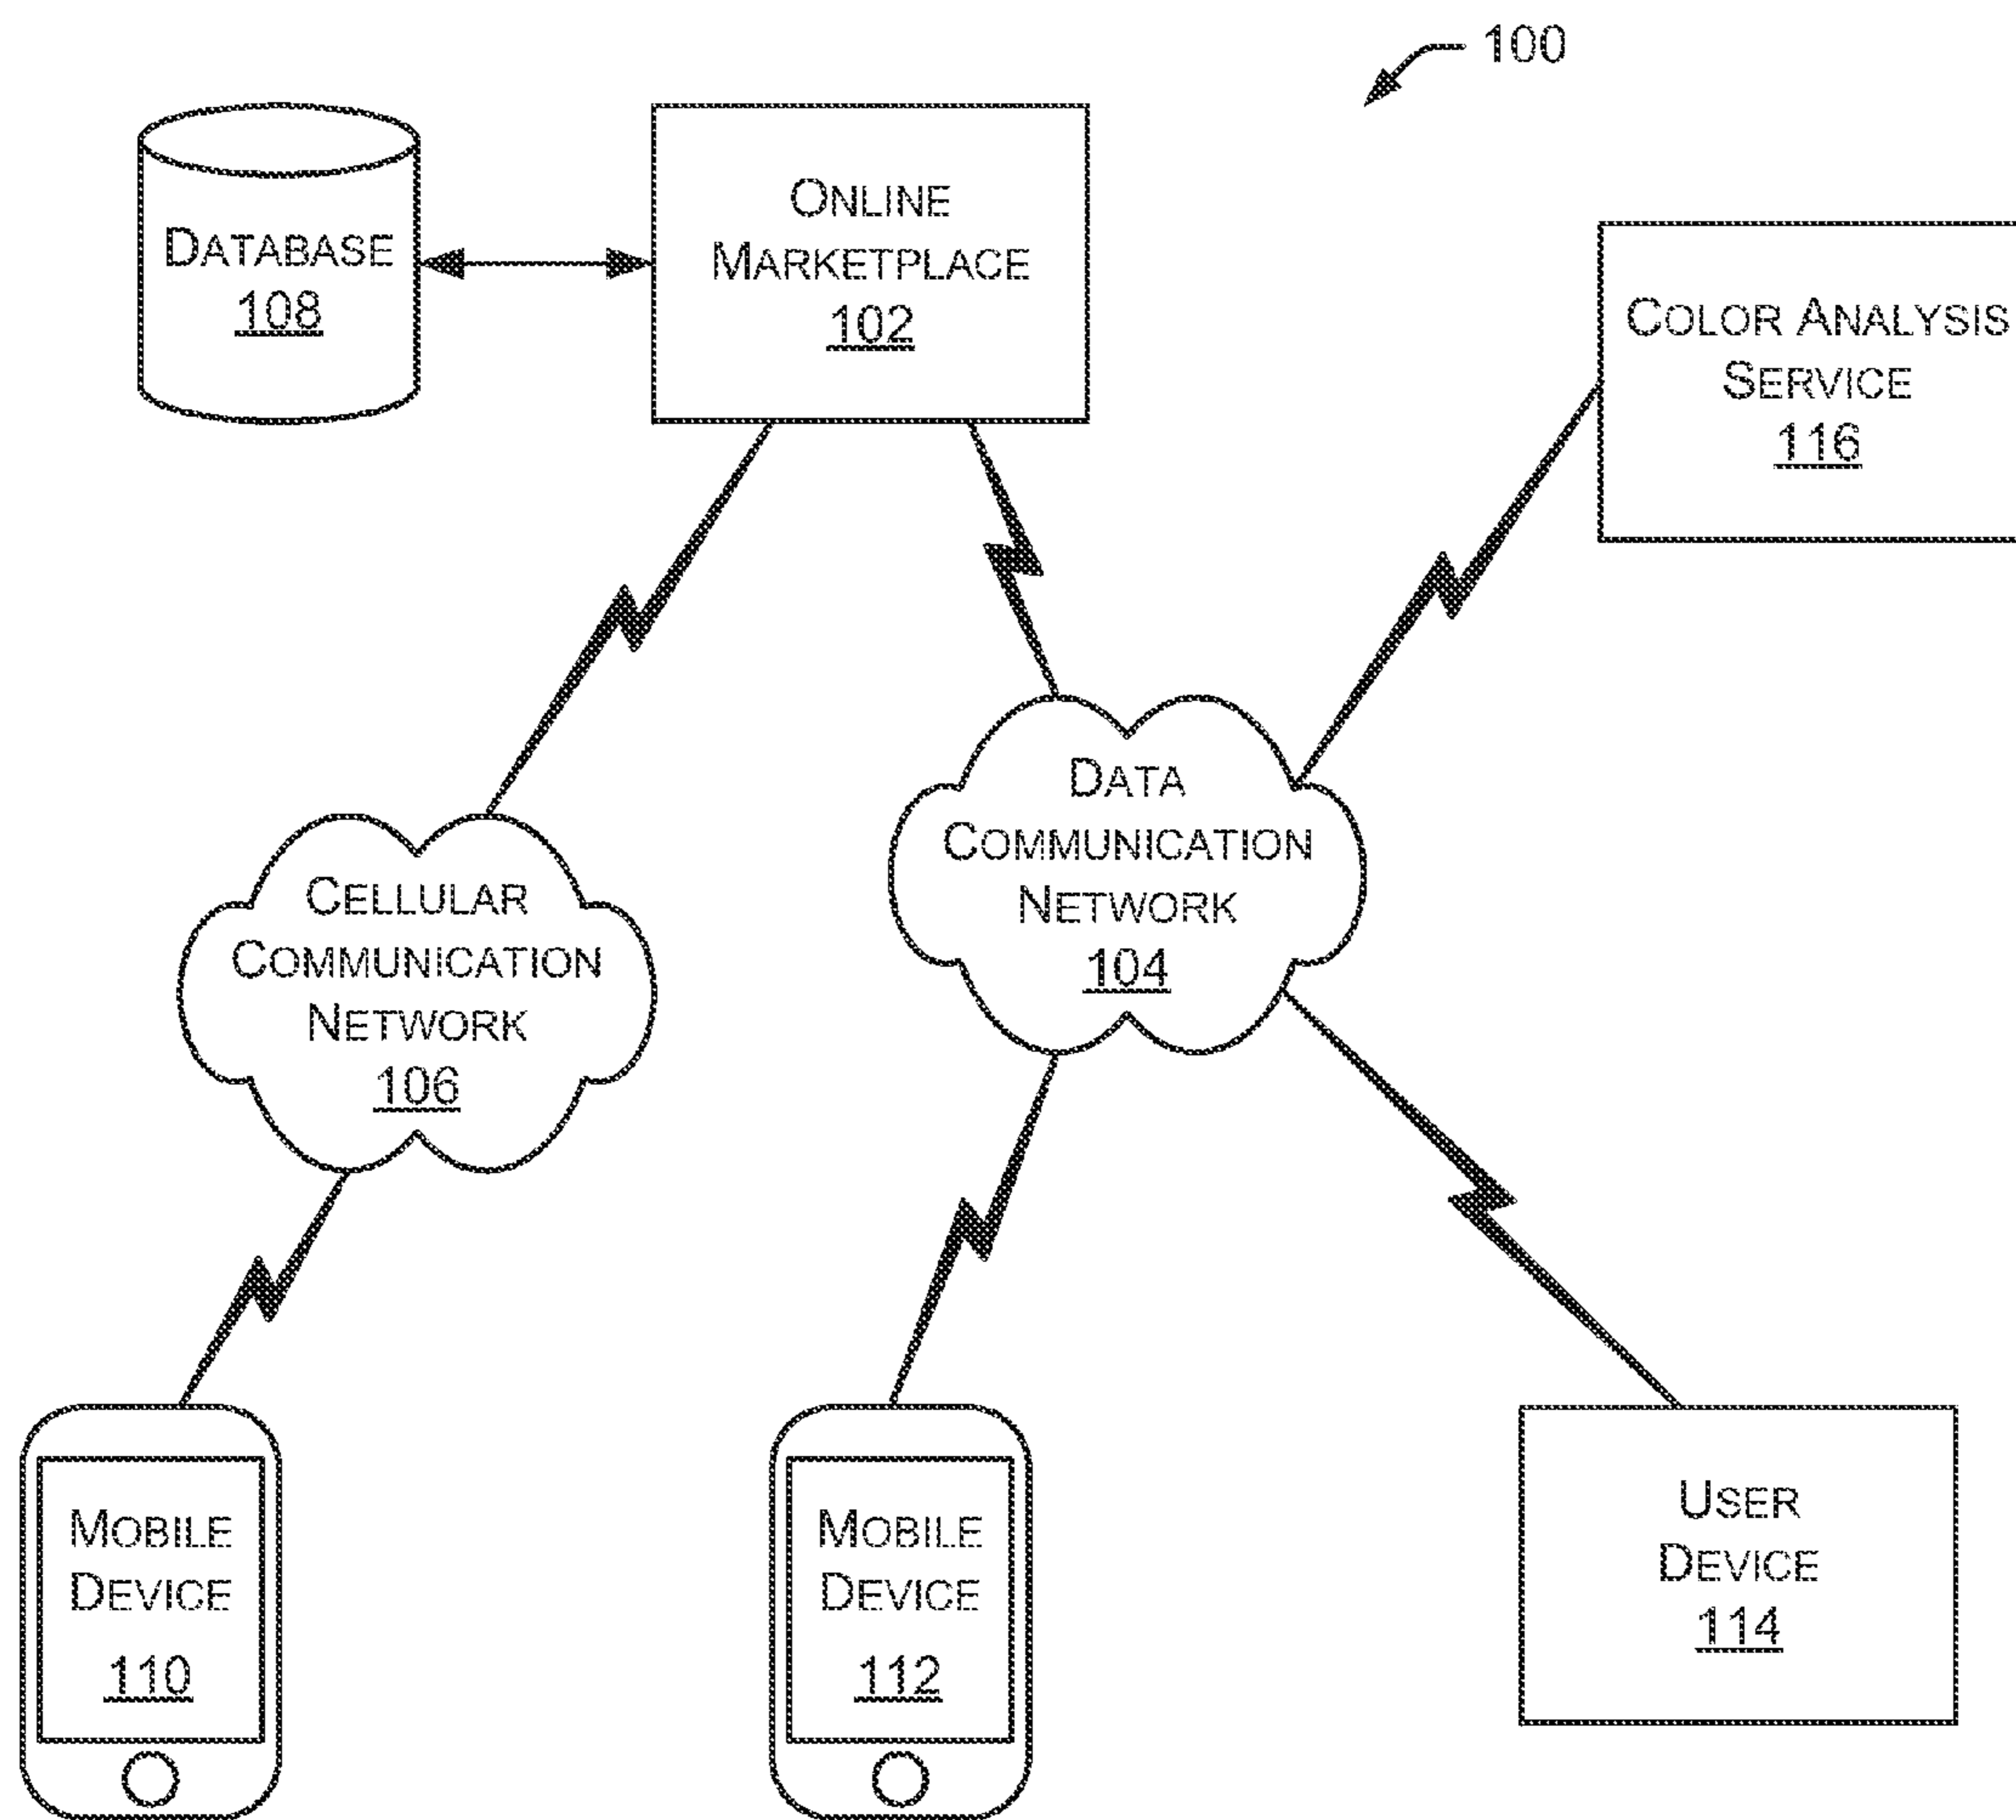 100
DATABASE
108
ONLINE
MARKETPLACE
102
COLOR ANALYSIS
SERVICE
116
DATA
COMMUNICATION
NETWORK
104
CELLULAR
COMMUNICATION
NETWORK
106
MOBILE
DEVICE
110
MOBILE
DEVICE
112
USER
DEVICE
114